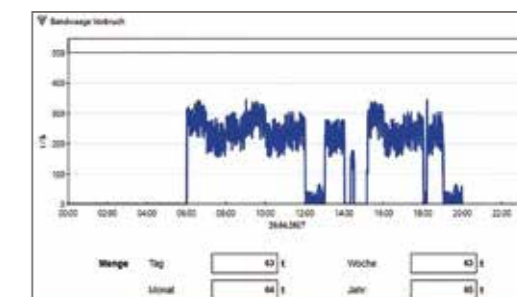 Bandwaage Vorbruch
500
400
300
200
100
0
t / h
00:00 02:00 04:00 06:00 08:00 10:00 12:00 14:00 16:00 18:00 20:00 22:00
Menge Tag 63 t Woche 63 t
Monat 64 t Jahr 65 t